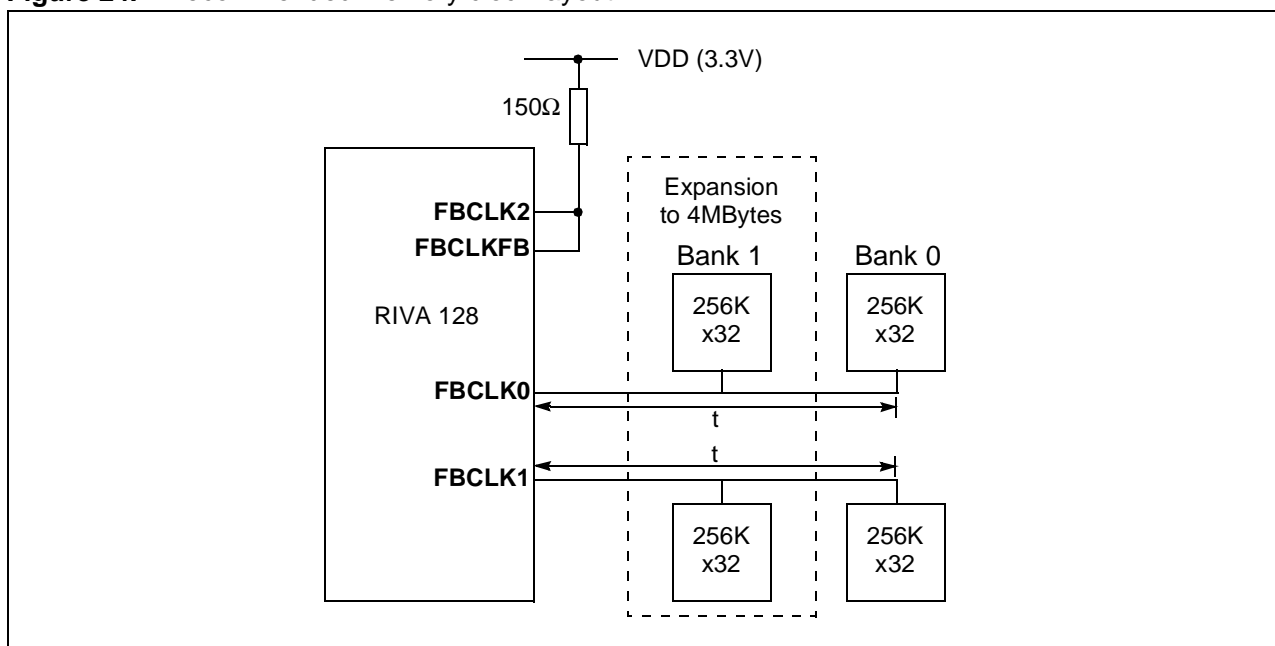 VDD (3.3V)
150Ω
Expansion
to 4MBytes
FBCLK2
FBCLKFB
Bank 1
Bank 0
256K
x32
256K
x32
RIVA 128
FBCLK0
t
t
FBCLK1
256K
x32
256K
x32